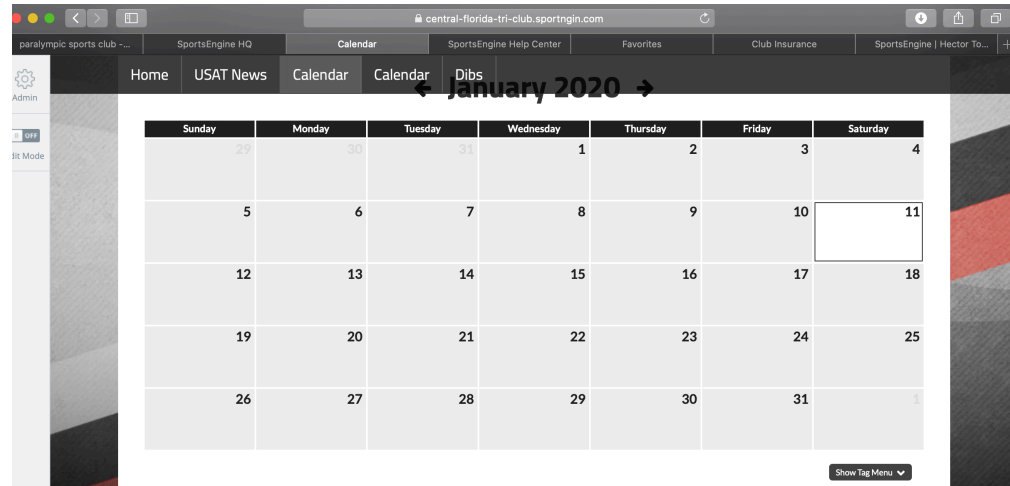 central-florida-tri-club.sportngin.com
paralympic sports club -... SportsEngine HQ Calendar SportsEngine Help Center Favorites Club Insurance SportsEngine | Hector To...
Home USAT News Calendar Calendar Dibs
Admin
January 2020
OFF
dit Mode
Sunday Monday Tuesday Wednesday Thursday Friday Saturday
29 30 31 1 2 3 4
5 6 7 8 9 10 11
12 13 14 15 16 17 18
19 20 21 22 23 24 25
26 27 28 29 30 31 1
Show Tag Menu